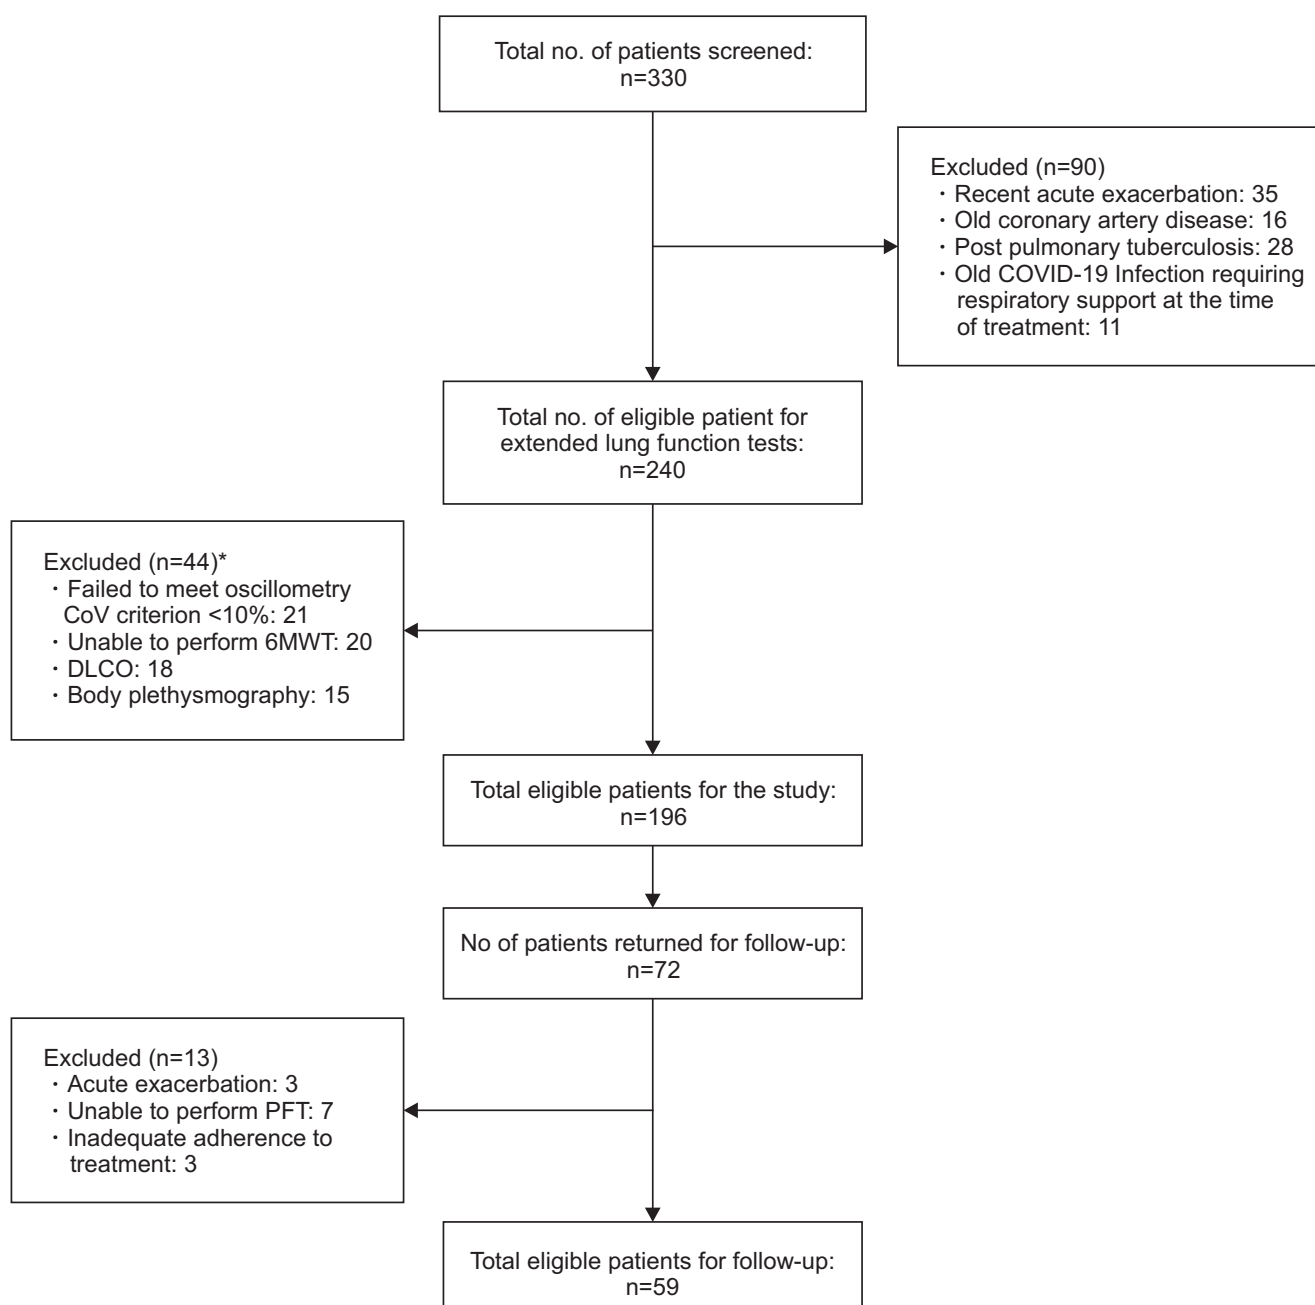 Total no. of patients screened:
n=330
Excluded (n=90)
· Recent acute exacerbation: 35
· Old coronary artery disease: 16
· Post pulmonary tuberculosis: 28
· Old COVID-19 Infection requiring
respiratory support at the time
of treatment: 11
Total no. of eligible patient for
extended lung function tests:
n=240
Excluded (n=44)*
· Failed to meet oscillometry
CoV criterion <10%: 21
· Unable to perform 6MWT: 20
· DLCO: 18
· Body plethysmography: 15
Total eligible patients for the study:
n=196
No of patients returned for follow-up:
n=72
Excluded (n=13)
· Acute exacerbation: 3
· Unable to perform PFT: 7
· Inadequate adherence to
treatment: 3
Total eligible patients for follow-up:
n=59